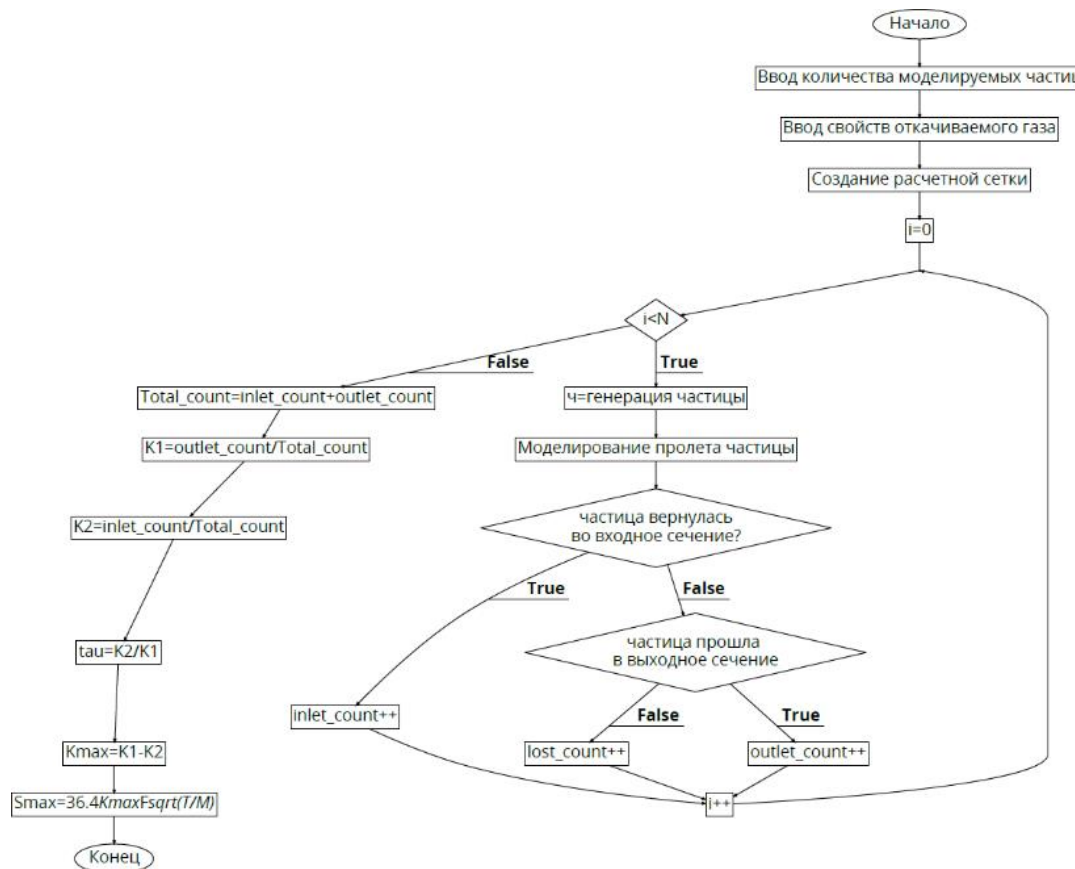 Начало
Ввод количества моделируемых частиц
Ввод свойств откачиваемого газа
Создание расчетной сетки
i=0
i<N
False
True
Total_count=inlet_count+outlet_count
ч=генерация частицы
K1=outlet_count/Total_count
Моделирование пролета частицы
K2=inlet_count/Total_count
частица вернулась
во входное сечение?
True
False
tau=K2/K1
частица прошла
в выходное сечение
inlet_count++
False
True
Kmax=K1-K2
lost_count++
outlet_count++
Smax=36.4KmaxFsqrt(T/M)
i++
Конец